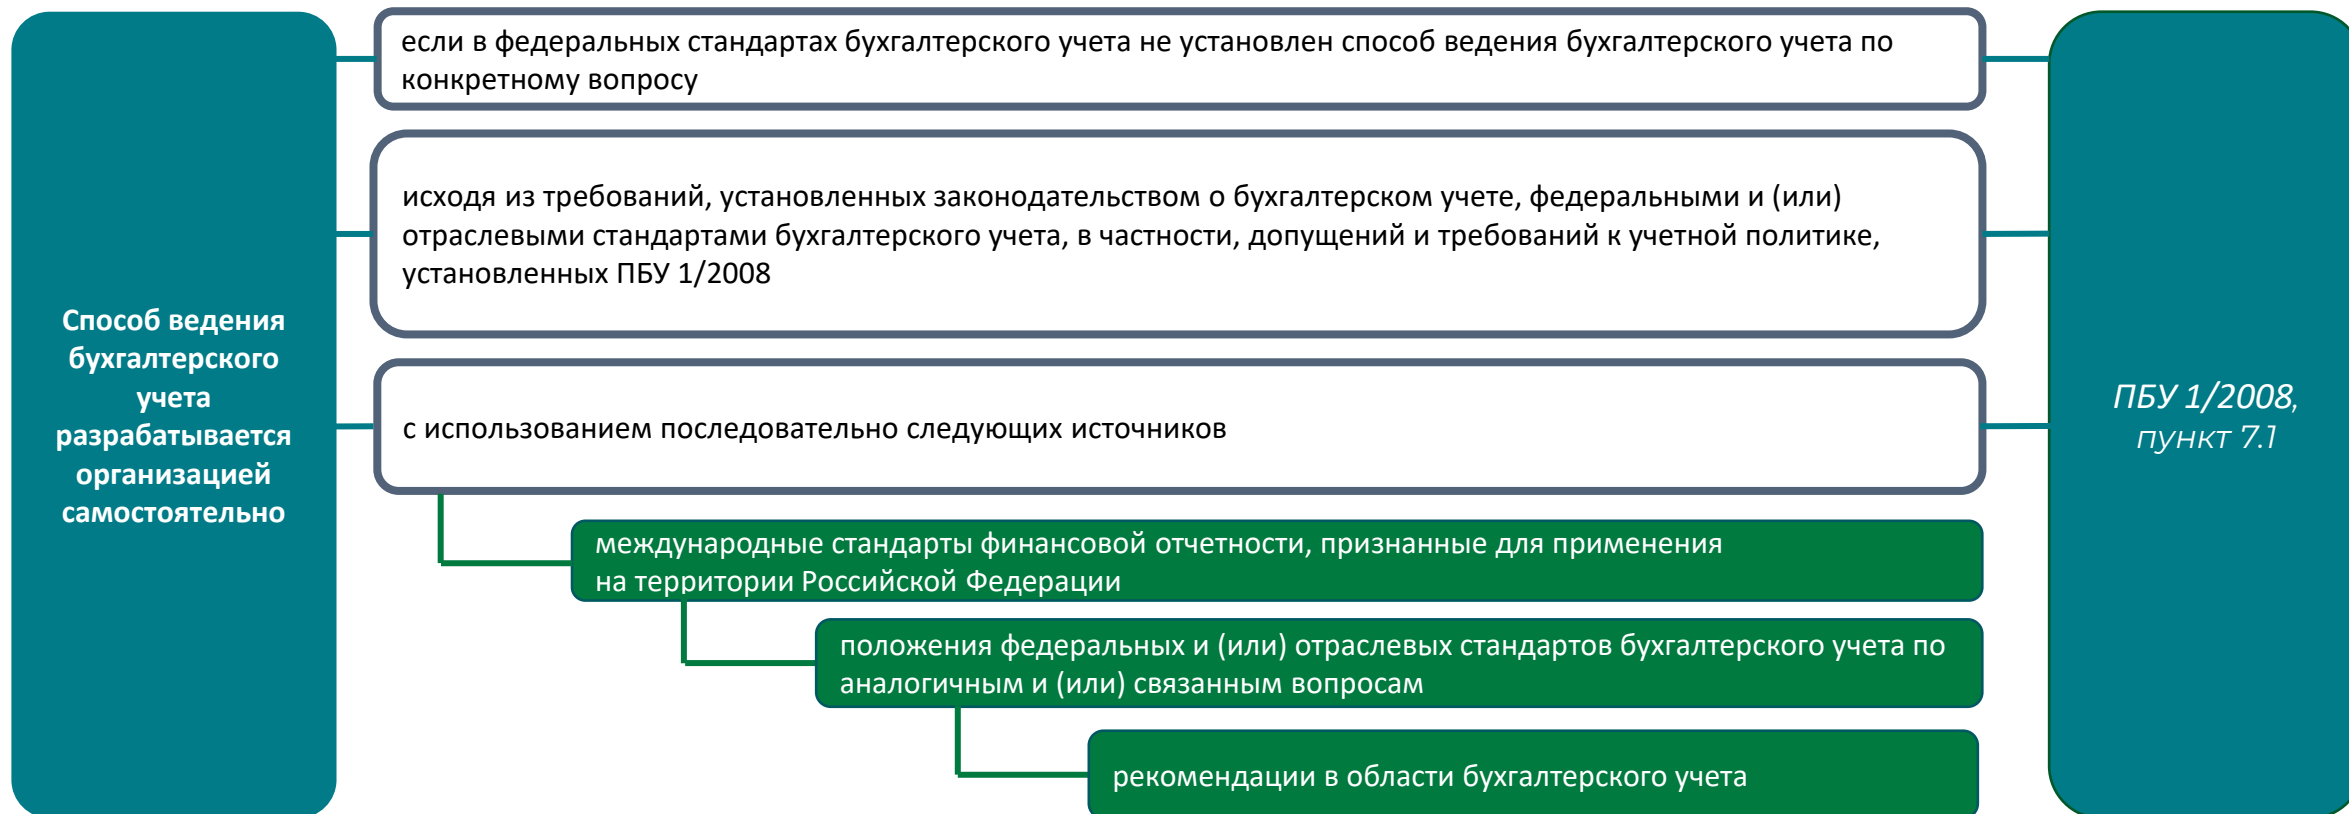 Способ ведения
бухгалтерского
учета
разрабатывается
организацией
самостоятельно
если в федеральных стандартах бухгалтерского учета не установлен способ ведения бухгалтерского учета по
конкретному вопросу
исходя из требований, установленных законодательством о бухгалтерском учете, федеральными и (или)
отраслевыми стандартами бухгалтерского учета, в частности, допущений и требований к учетной политике,
установленных ПБУ 1/2008
с использованием последовательно следующих источников
международные стандарты финансовой отчетности, признанные для применения
на территории Российской Федерации
положения федеральных и (или) отраслевых стандартов бухгалтерского учета по
аналогичным и (или) связанным вопросам
рекомендации в области бухгалтерского учета
ПБУ 1/2008,
пункт 7.1